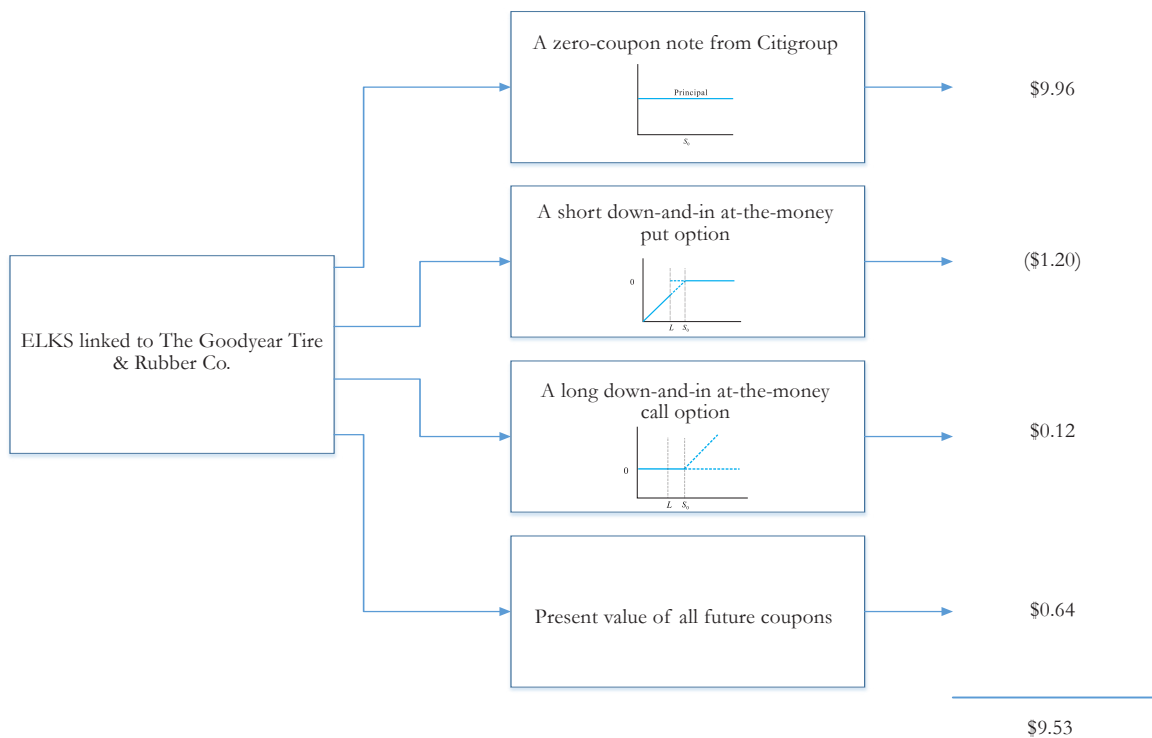 A zero-coupon note from Citigroup
Principal
S₀
$9.96
A short down-and-in at-the-money
put option
0
L
S₀
($1.20)
ELKS linked to The Goodyear Tire
& Rubber Co.
A long down-and-in at-the-money
call option
0
L
S₀
$0.12
Present value of all future coupons
$0.64
$9.53